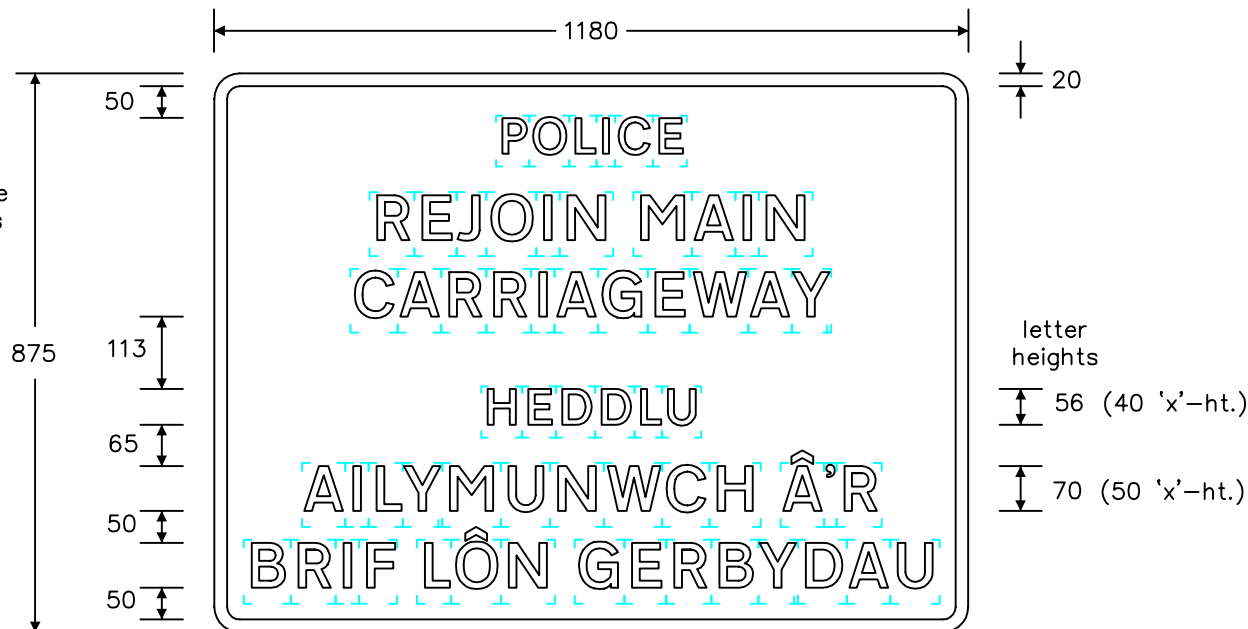 1180
50
20
POLICE
e
s
REJOIN MAIN
CARRIAGEWAY
875
113
letter
heights
HEDDLU
56 (40 'x'-ht.)
65
AILYMUNWCH Â'R
70 (50 'x'-ht.)
50
BRIF LÔN GERBYDAU
50